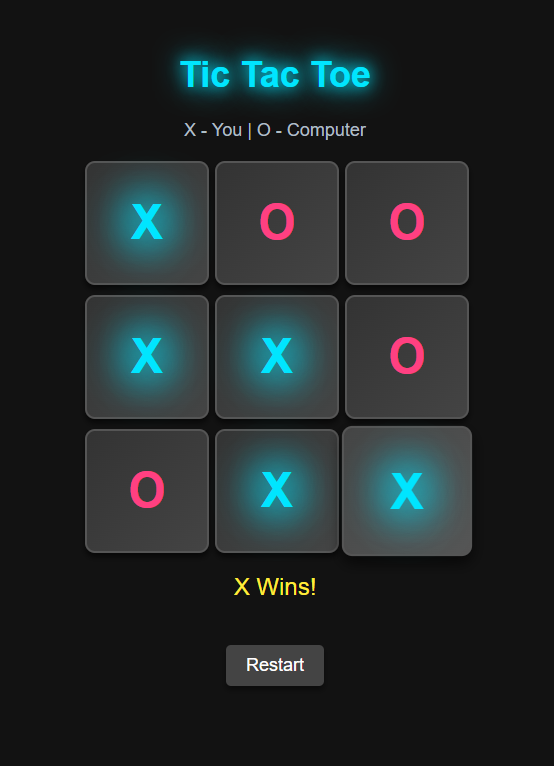 Tic Tac Toe
X - You | O - Computer
X O O
X X O
O X X
X Wins!
Restart